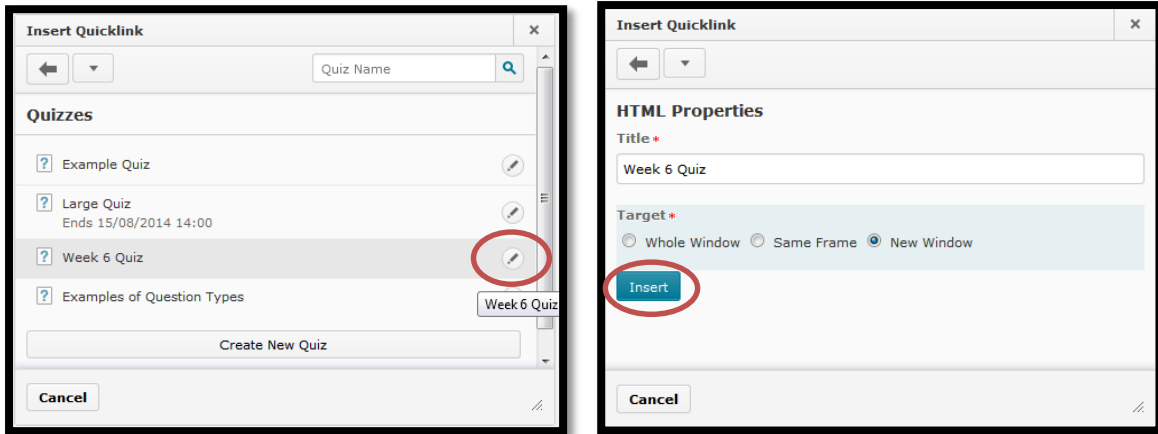 Insert Quicklink
Quiz Name
Quizzes
Example Quiz
Large Quiz
Ends 15/08/2014 14:00
Week 6 Quiz
Examples of Question Types
Week 6 Quiz
Create New Quiz
Cancel
Insert Quicklink
HTML Properties
Title *
Week 6 Quiz
Target *
Whole Window Same Frame New Window
Insert
Cancel